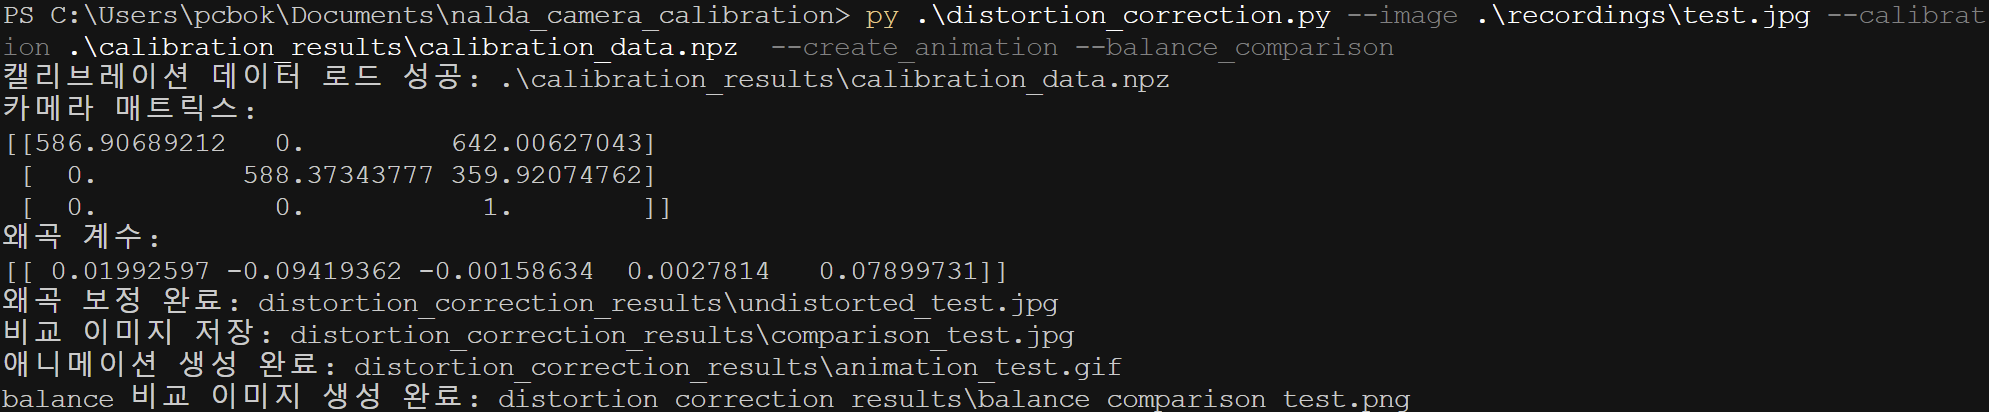 PS C:\Users\pcbok\Documents\nalda_camera_calibration> py .\distortion_correction.py --image .\recordings\test.jpg --calibrat
ion .\calibration_results\calibration_data.npz  --create_animation --balance_comparison
캘리브레이션 데이터 로드 성공: .\calibration_results\calibration_data.npz
카메라 매트릭스:
[[586.90689212   0.         642.00627043]
 [  0.         588.37343777 359.92074762]
 [  0.           0.           1.        ]]
왜곡 계수:
[[ 0.01992597 -0.09419362 -0.00158634  0.0027814   0.07899731]]
왜곡 보정 완료: distortion_correction_results\undistorted_test.jpg
비교 이미지 저장: distortion_correction_results\comparison_test.jpg
애니메이션 생성 완료: distortion_correction_results\animation_test.gif
balance 비교 이미지 생성 완료: distortion_correction_results\balance_comparison_test.png